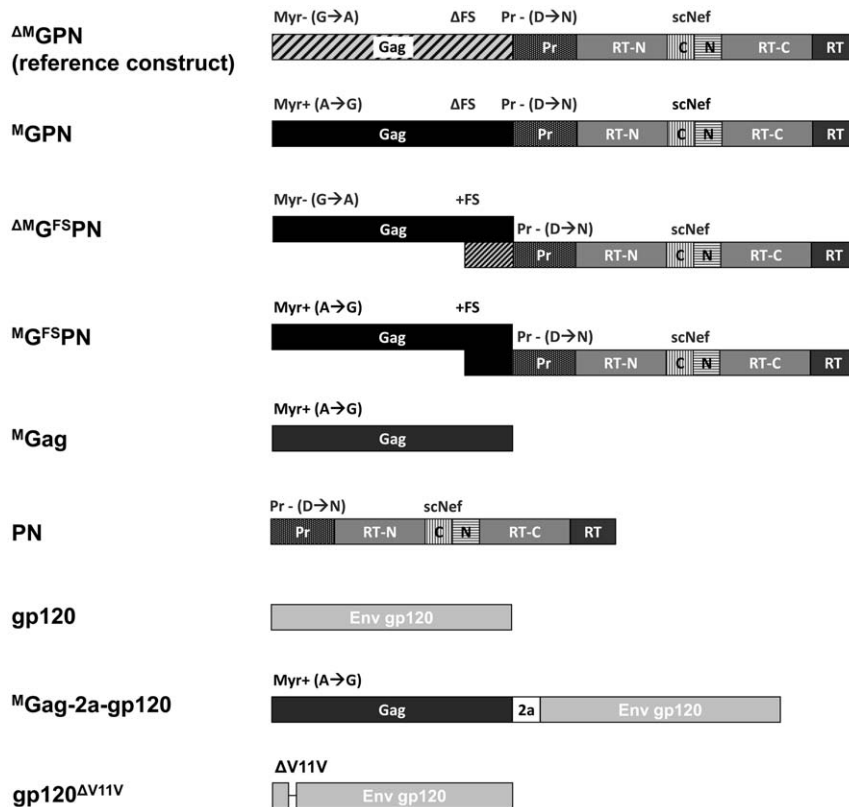 Myr- (G→A) ΔFS Pr - (D→N) scNef
ΔMGPN
(reference construct)
Gag Pr RT-N C N RT-C RT
Myr+ (A→G) ΔFS Pr - (D→N) scNef
MGPN
Gag Pr RT-N C N RT-C RT
Myr- (G→A) +FS
ΔMGFSPN
Gag Pr - (D→N) scNef
Pr RT-N C N RT-C RT
Myr+ (A→G) +FS
MGFSPN
Gag Pr - (D→N) scNef
Pr RT-N C N RT-C RT
Myr+ (A→G)
MGag
Gag
Pr - (D→N) scNef
PN
Pr RT-N C N RT-C RT
gp120
Env gp120
Myr+ (A→G)
MGag-2a-gp120
Gag 2a Env gp120
ΔV11V
gp120ΔV11V
Env gp120